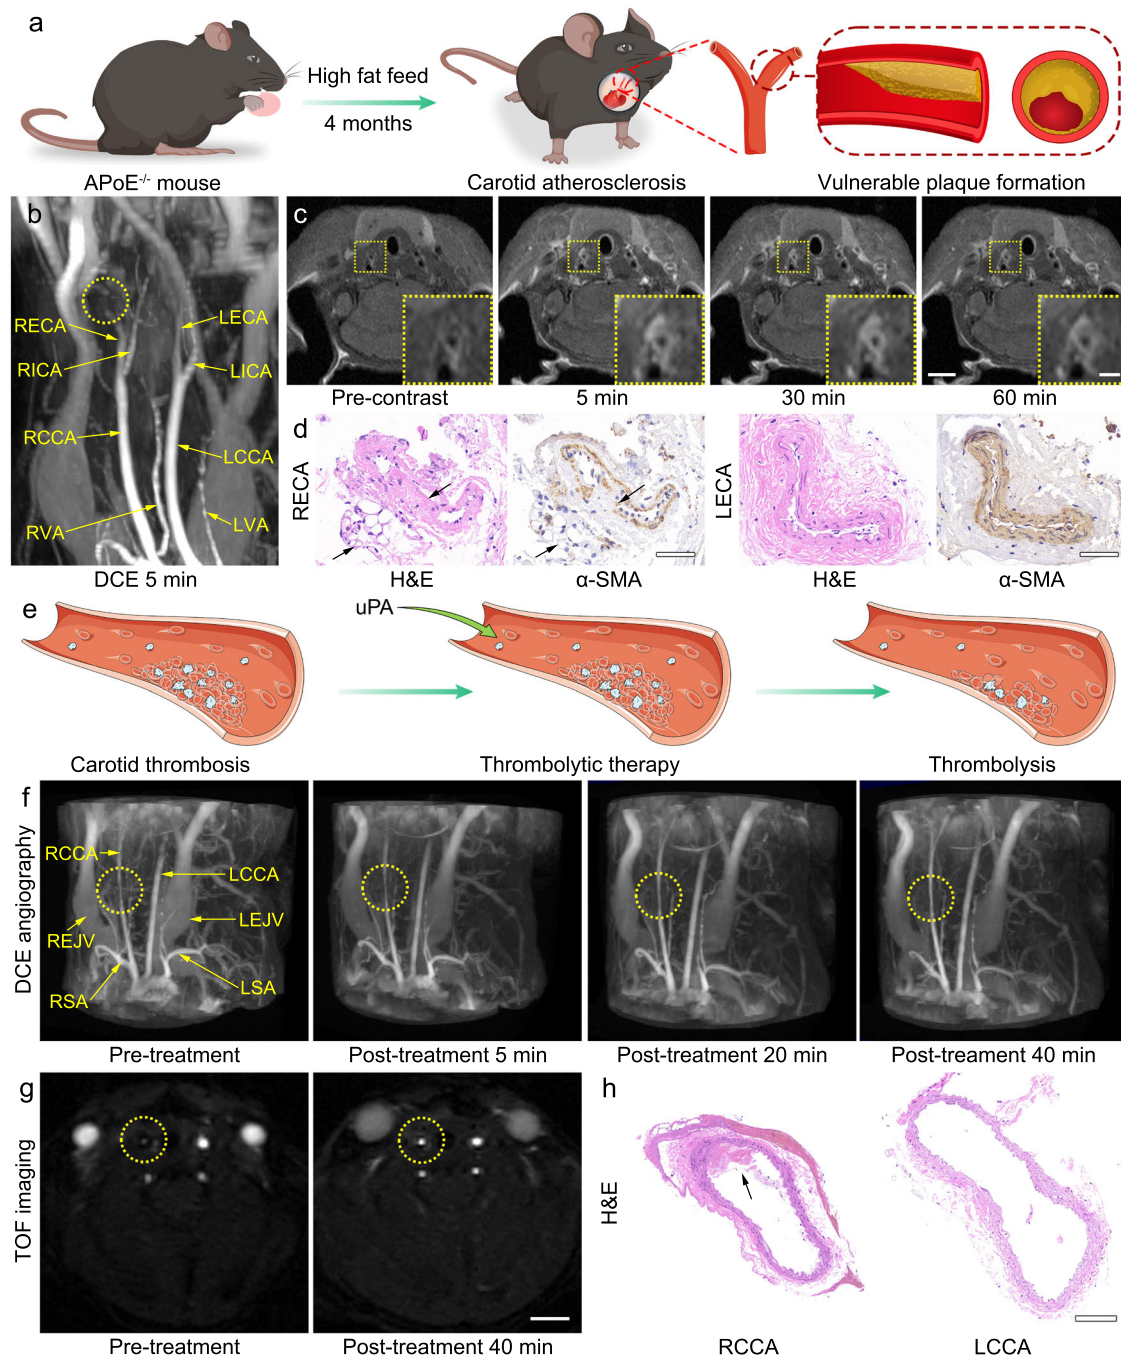 a
High fat feed
4 months
APoE-/- mouse
Carotid atherosclerosis
Vulnerable plaque formation
b
RECA
RICA
RCCA
RVA
LECA
LICA
LCCA
LVA
DCE 5 min
c
Pre-contrast
5 min
30 min
60 min
d
RECA
H&E
α-SMA
LECA
H&E
α-SMA
e
uPA
Carotid thrombosis
Thrombolytic therapy
Thrombolysis
f
DCE angiography
RCCA
REJV
RSA
LCCA
LEJV
LSA
Pre-treatment
Post-treatment 5 min
Post-treatment 20 min
Post-treament 40 min
g
TOF imaging
Pre-treatment
Post-treatment 40 min
h
H&E
RCCA
LCCA